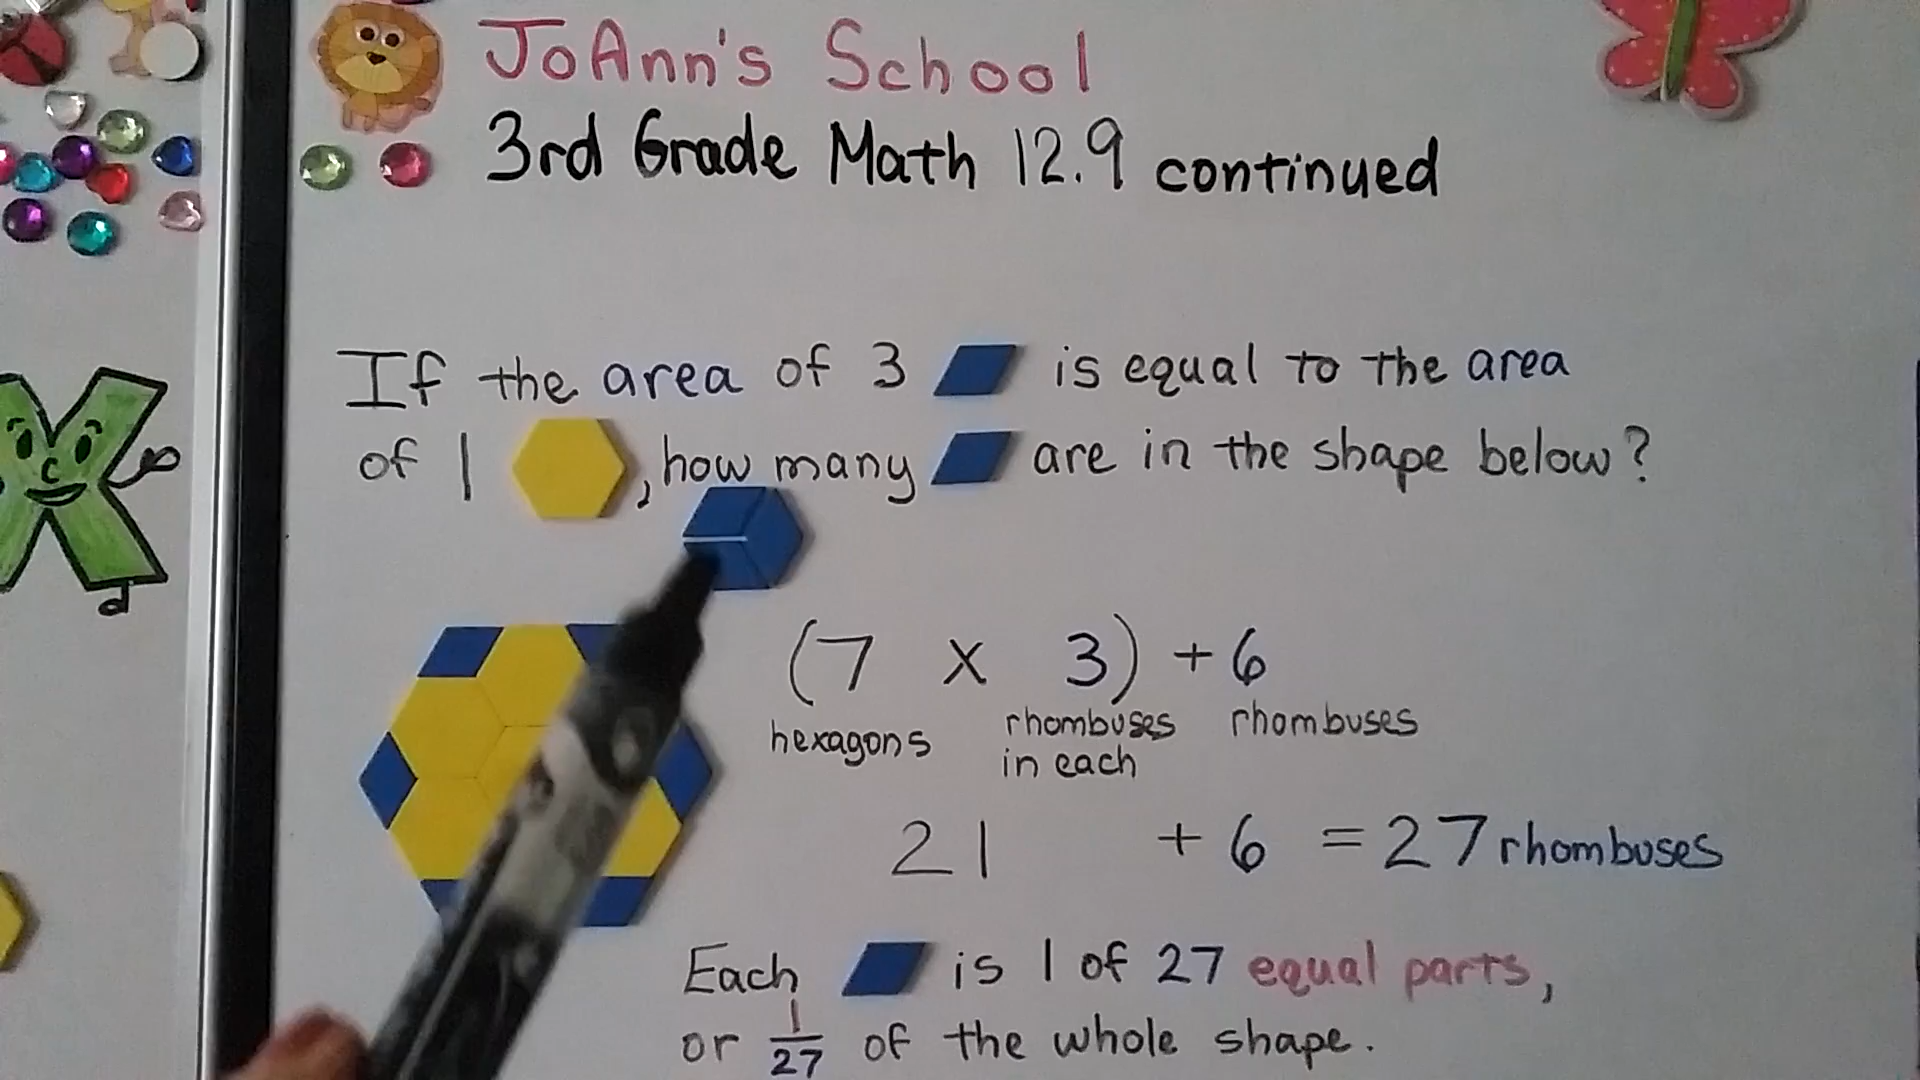 JoAnn's School
3rd Grade Math 12.9 continued
If the area of 3 is equal to the area
of 1 , how many are in the shape below?
(7 x 3) + 6
hexagons rhombuses in each rhombuses
21 + 6 = 27 rhombuses
Each is 1 of 27 equal parts,
or 1/27 of the whole shape.